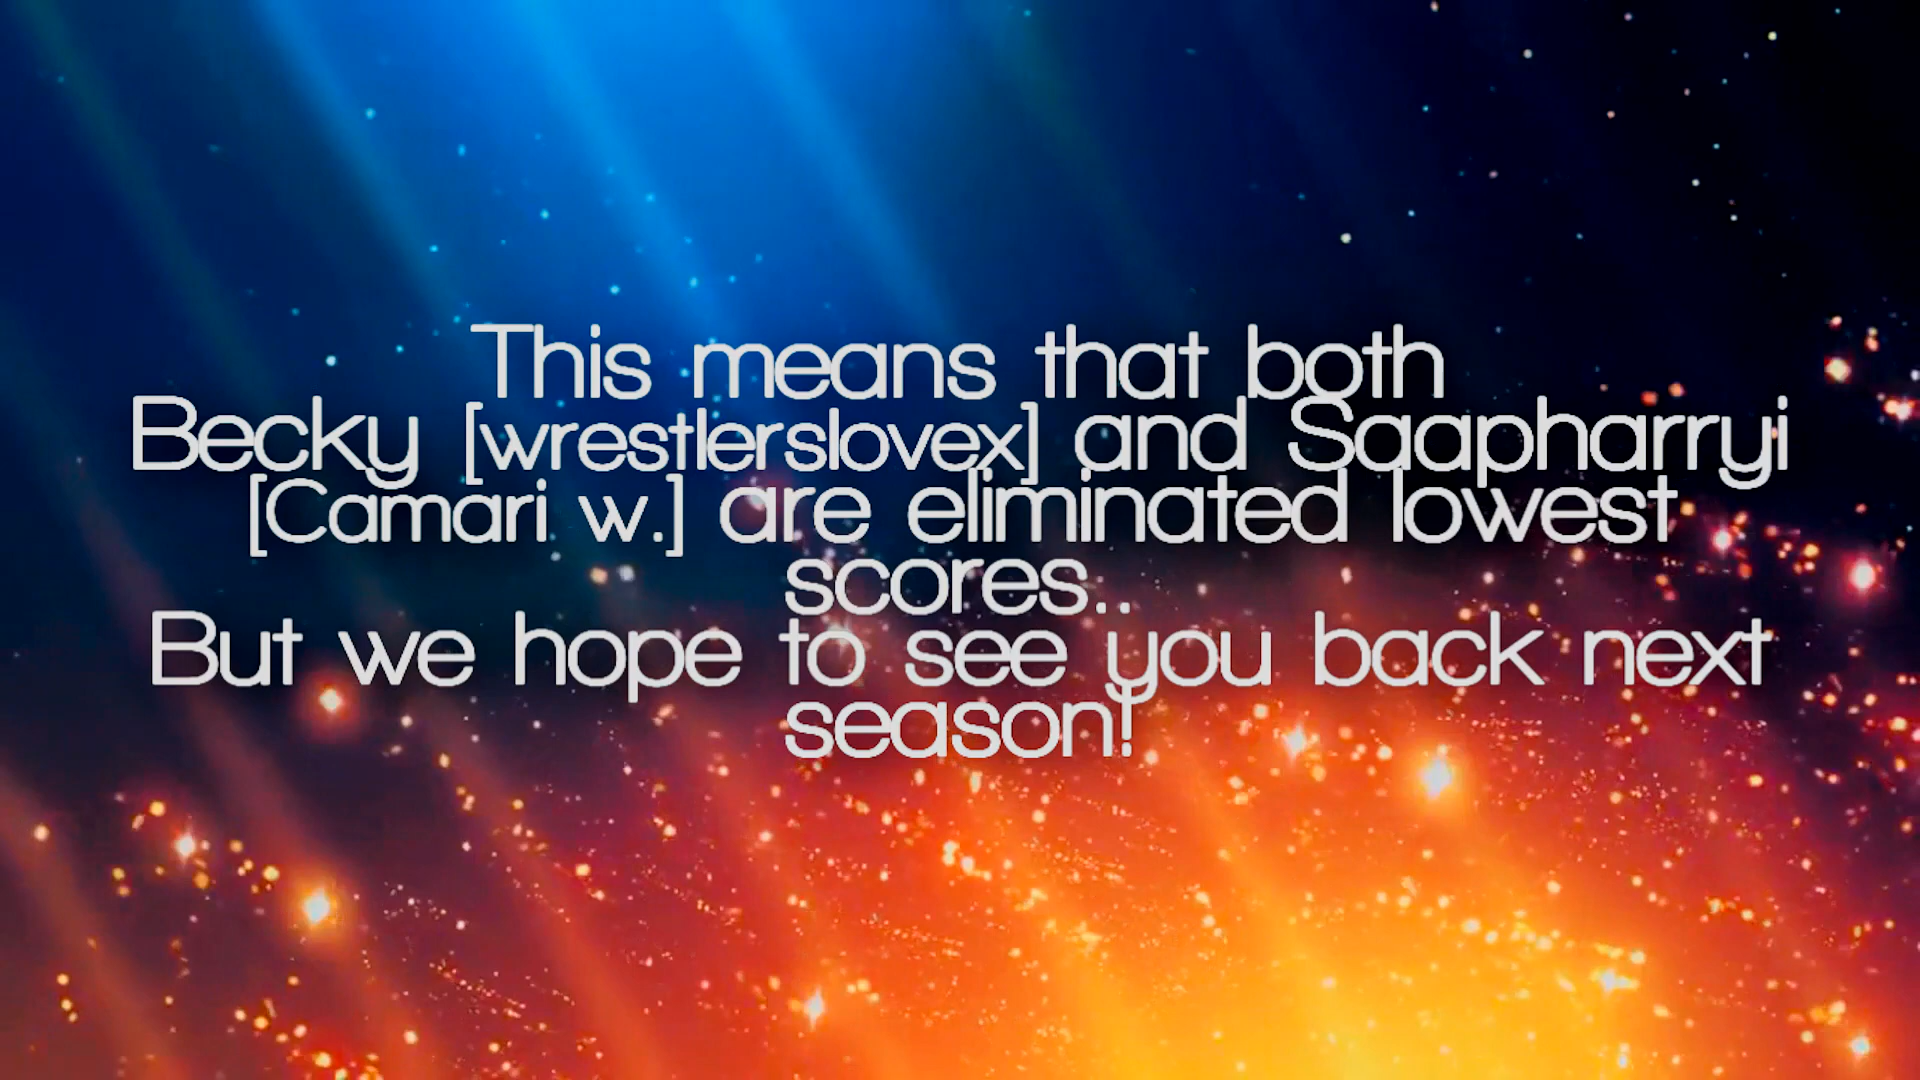 This means that both
Becky [wrestlerslovex] and Saapharryi
[Camari w.] are eliminated lowest
scores..
But we hope to see you back next
season!